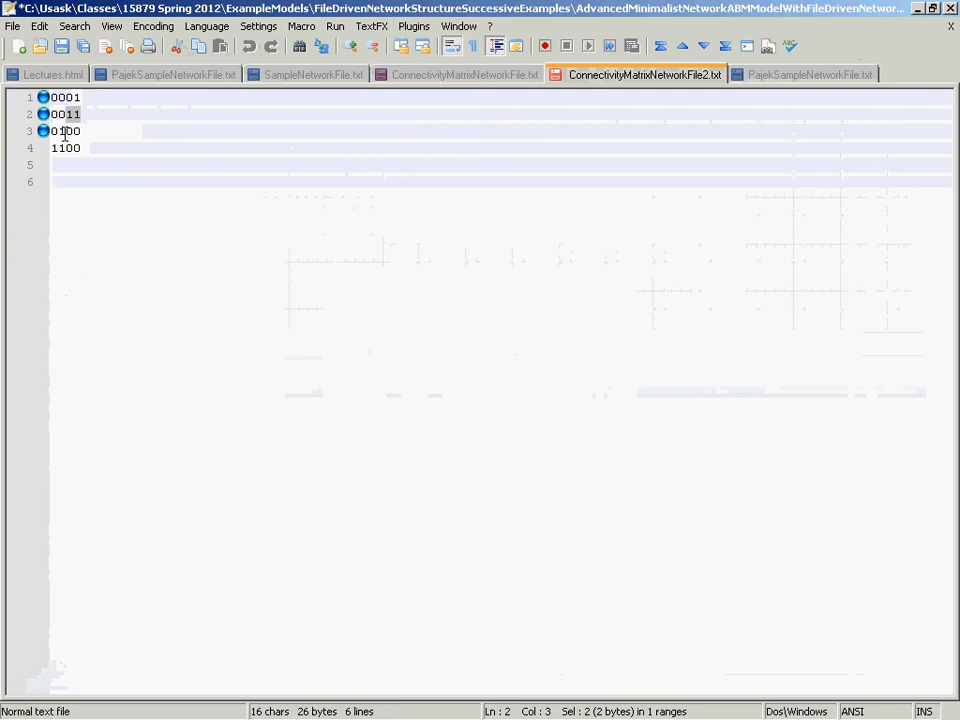 *C:\Usask\Classes\15879 Spring 2012\ExampleModels\FileDrivenNetworkStructureSuccessiveExamples\AdvancedMinimalistNetworkABMModelWithFileDrivenNetwor...
File Edit Search View Encoding Language Settings Macro Run TextFX Plugins Window ? X
Lectures.html PajekSampleNetworkFile.txt SampleNetworkFile.txt ConnectivityMatrixNetworkFile.txt ConnectivityMatrixNetworkFile2.txt PajekSampleNetworkFile.txt
1 0001
2 0011
3 0100
4 1100
5
6
Normal text file 16 chars 26 bytes 6 lines Ln : 2 Col : 3 Sel : 2 (2 bytes) in 1 ranges Dos\Windows ANSI INS